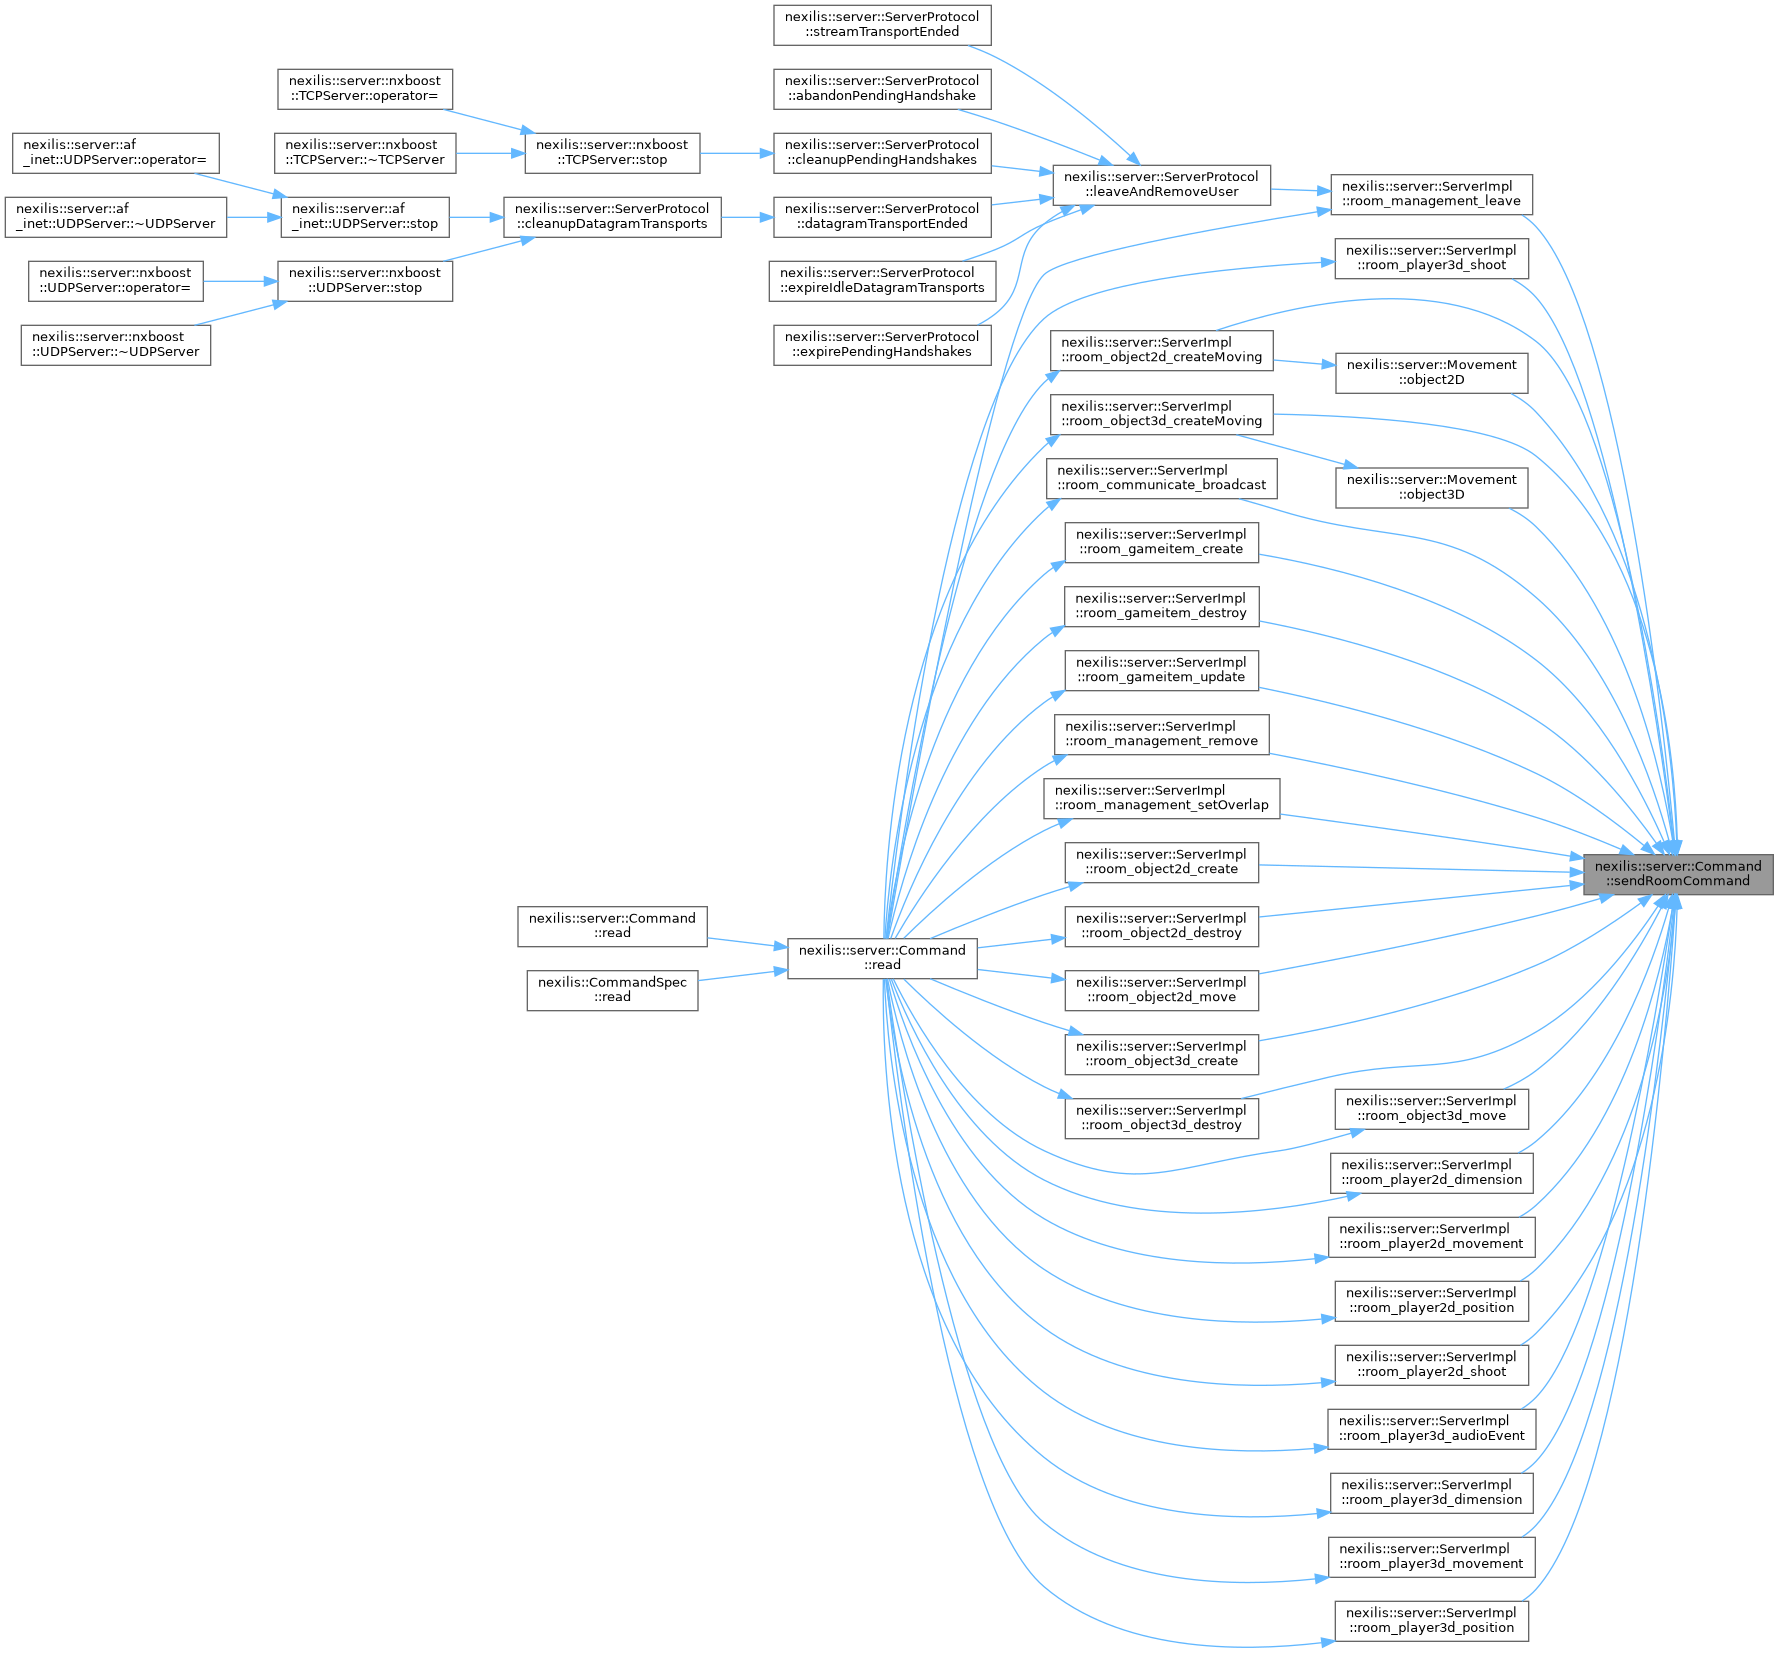 nexilis::server::ServerProtocol
::streamTransportEnded
nexilis::server::nxboost
::TCPServer::operator=
nexilis::server::ServerProtocol
::abandonPendingHandshake
nexilis::server::af
_inet::UDPServer::operator=
nexilis::server::nxboost
::TCPServer::~TCPServer
nexilis::server::nxboost
::TCPServer::stop
nexilis::server::ServerProtocol
::cleanupPendingHandshakes
nexilis::server::ServerProtocol
::leaveAndRemoveUser
nexilis::server::ServerImpl
::room_management_leave
nexilis::server::af
_inet::UDPServer::~UDPServer
nexilis::server::af
_inet::UDPServer::stop
nexilis::server::ServerProtocol
::cleanupDatagramTransports
nexilis::server::ServerProtocol
::datagramTransportEnded
nexilis::server::ServerImpl
::room_player3d_shoot
nexilis::server::nxboost
::UDPServer::operator=
nexilis::server::nxboost
::UDPServer::stop
nexilis::server::ServerProtocol
::expireIdleDatagramTransports
nexilis::server::nxboost
::UDPServer::~UDPServer
nexilis::server::ServerProtocol
::expirePendingHandshakes
nexilis::server::ServerImpl
::room_object2d_createMoving
nexilis::server::Movement
::object2D
nexilis::server::ServerImpl
::room_object3d_createMoving
nexilis::server::ServerImpl
::room_communicate_broadcast
nexilis::server::Movement
::object3D
nexilis::server::ServerImpl
::room_gameitem_create
nexilis::server::ServerImpl
::room_gameitem_destroy
nexilis::server::ServerImpl
::room_gameitem_update
nexilis::server::ServerImpl
::room_management_remove
nexilis::server::ServerImpl
::room_management_setOverlap
nexilis::server::ServerImpl
::room_object2d_create
nexilis::server::Command
::sendRoomCommand
nexilis::server::Command
::read
nexilis::server::ServerImpl
::room_object2d_destroy
nexilis::server::Command
::read
nexilis::CommandSpec
::read
nexilis::server::ServerImpl
::room_object2d_move
nexilis::server::ServerImpl
::room_object3d_create
nexilis::server::ServerImpl
::room_object3d_destroy
nexilis::server::ServerImpl
::room_object3d_move
nexilis::server::ServerImpl
::room_player2d_dimension
nexilis::server::ServerImpl
::room_player2d_movement
nexilis::server::ServerImpl
::room_player2d_position
nexilis::server::ServerImpl
::room_player2d_shoot
nexilis::server::ServerImpl
::room_player3d_audioEvent
nexilis::server::ServerImpl
::room_player3d_dimension
nexilis::server::ServerImpl
::room_player3d_movement
nexilis::server::ServerImpl
::room_player3d_position